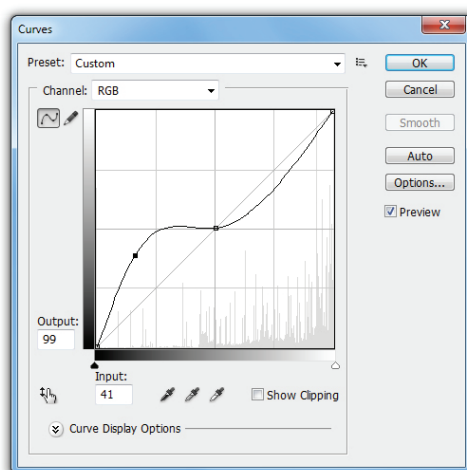 Curves
Preset: Custom
OK
Channel: RGB
Cancel
Smooth
Auto
Options...
Preview
Output:
99
Input:
41
Show Clipping
Curve Display Options